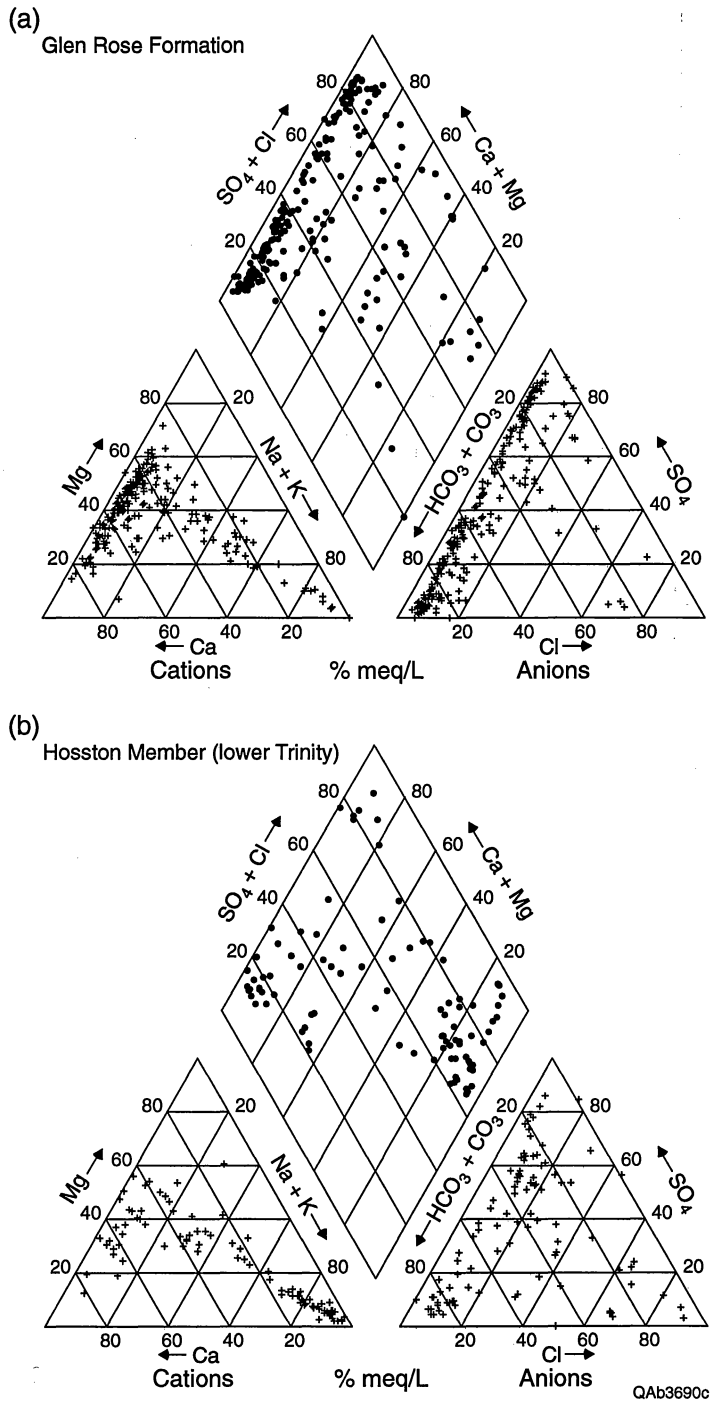 (a)
Glen Rose Formation
80 80
SO4 + Cl 60 60 Ca + Mg
40 40
20 20
80 20 20 80
Mg 60 Na + K HCO3 + CO3 60 SO4
40 40
20 80 80 20
80 60 40 20 20 40 60 80
Ca Cl
Cations % meq/L Anions
(b)
Hosston Member (lower Trinity)
80 80
SO4 + Cl 60 60 Ca + Mg
40 40
20 20
80 20 20 80
Mg 60 Na + K HCO3 + CO3 60 SO4
40 40
20 80 80 20
80 60 40 20 20 40 60 80
Ca Cl
Cations % meq/L Anions
QAb3690c